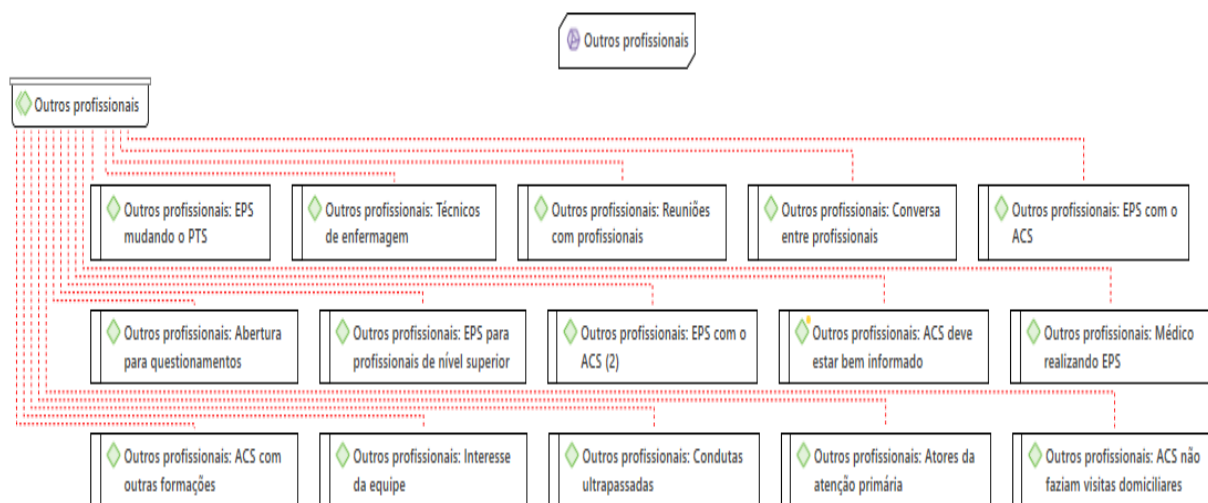 Outros profissionais
Outros profissionais
Outros profissionais: EPS
mudando o PTS
Outros profissionais: Técnicos
de enfermagem
Outros profissionais: Reuniões
com profissionais
Outros profissionais: Conversa
entre profissionais
Outros profissionais: EPS com o
ACS
Outros profissionais: Abertura
para questionamentos
Outros profissionais: EPS para
profissionais de nível superior
Outros profissionais: EPS com o
ACS (2)
Outros profissionais: ACS deve
estar bem informado
Outros profissionais: Médico
realizando EPS
Outros profissionais: ACS com
outras formações
Outros profissionais: Interesse
da equipe
Outros profissionais: Condutas
ultrapassadas
Outros profissionais: Atores da
atenção primária
Outros profissionais: ACS não
faziam visitas domiciliares